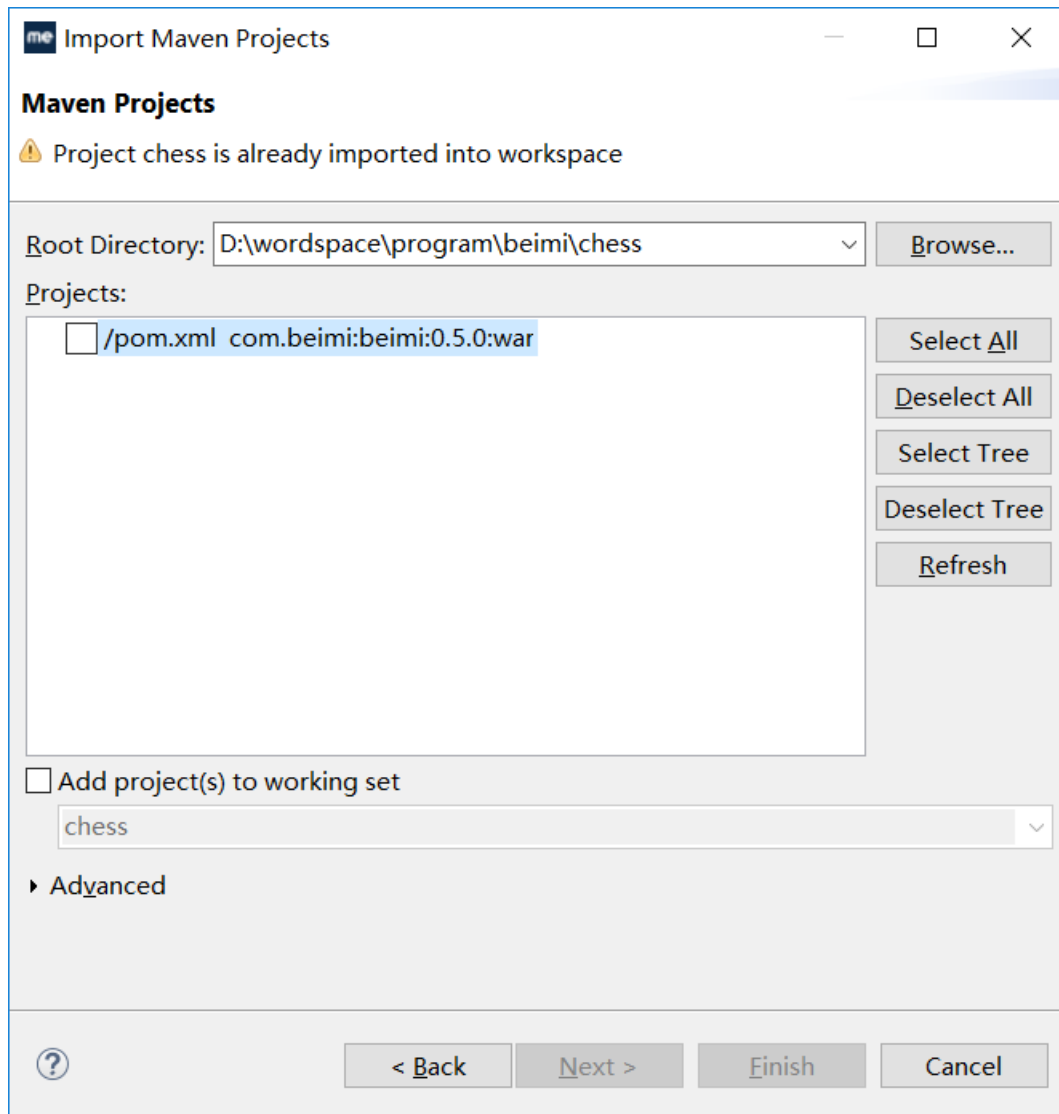 me Import Maven Projects
Maven Projects
Project chess is already imported into workspace
Root Directory: D:\wordspace\program\beimi\chess Browse...
Projects:
/pom.xml com.beimi:beimi:0.5.0:war
Select All
Deselect All
Select Tree
Deselect Tree
Refresh
Add project(s) to working set
chess
Advanced
? < Back Next > Finish Cancel